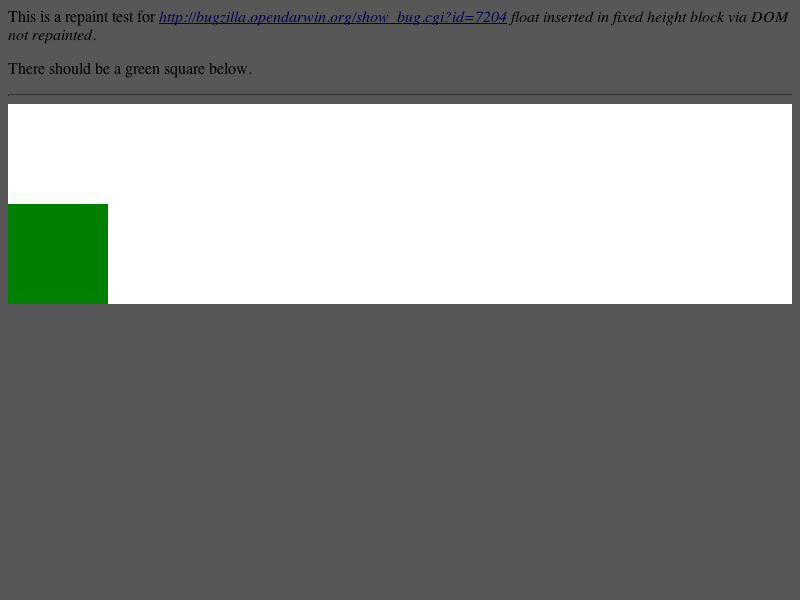 This is a repaint test for http://bugzilla.opendarwin.org/show_bug.cgi?id=7204 float inserted in fixed height block via DOM
not repainted.
There should be a green square below.